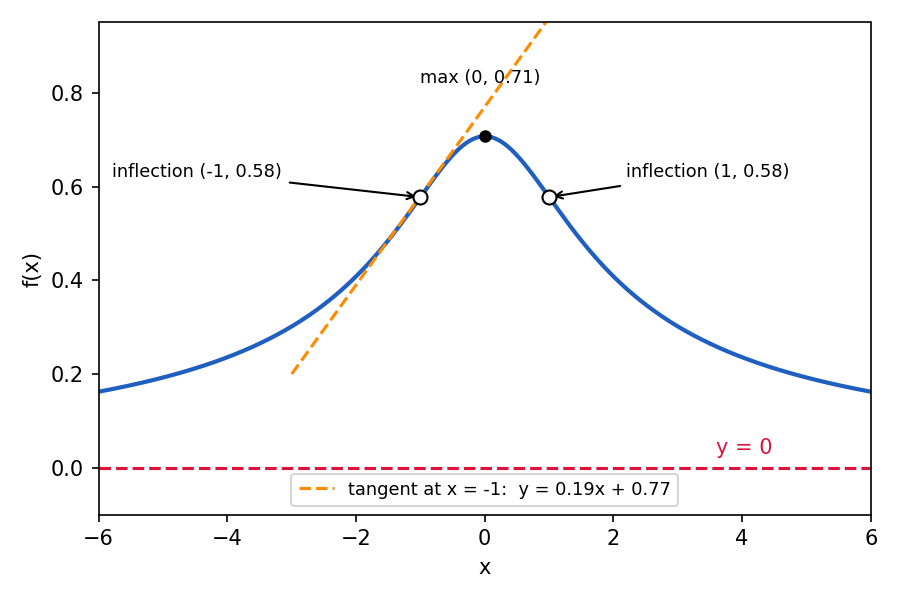 max (0, 0.71)
inflection (-1, 0.58)
inflection (1, 0.58)
f(x)
0.8
0.6
0.4
0.2
0.0
y = 0
tangent at x = -1:  y = 0.19x + 0.77
−6
−4
−2
0
2
4
6
x